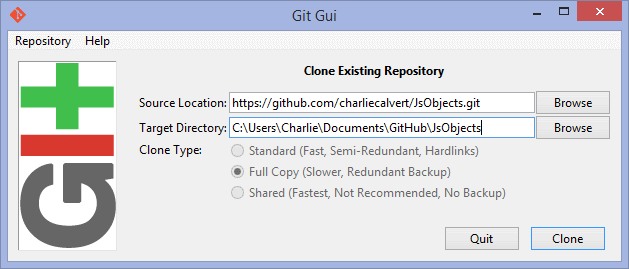 Git Gui
Repository Help
Clone Existing Repository
Source Location: https://github.com/charliecalvert/JsObjects.git Browse
Target Directory: C:\Users\Charlie\Documents\GitHub\JsObjects Browse
Clone Type: Standard (Fast, Semi-Redundant, Hardlinks)
Full Copy (Slower, Redundant Backup)
Shared (Fastest, Not Recommended, No Backup)
Quit Clone
GIT